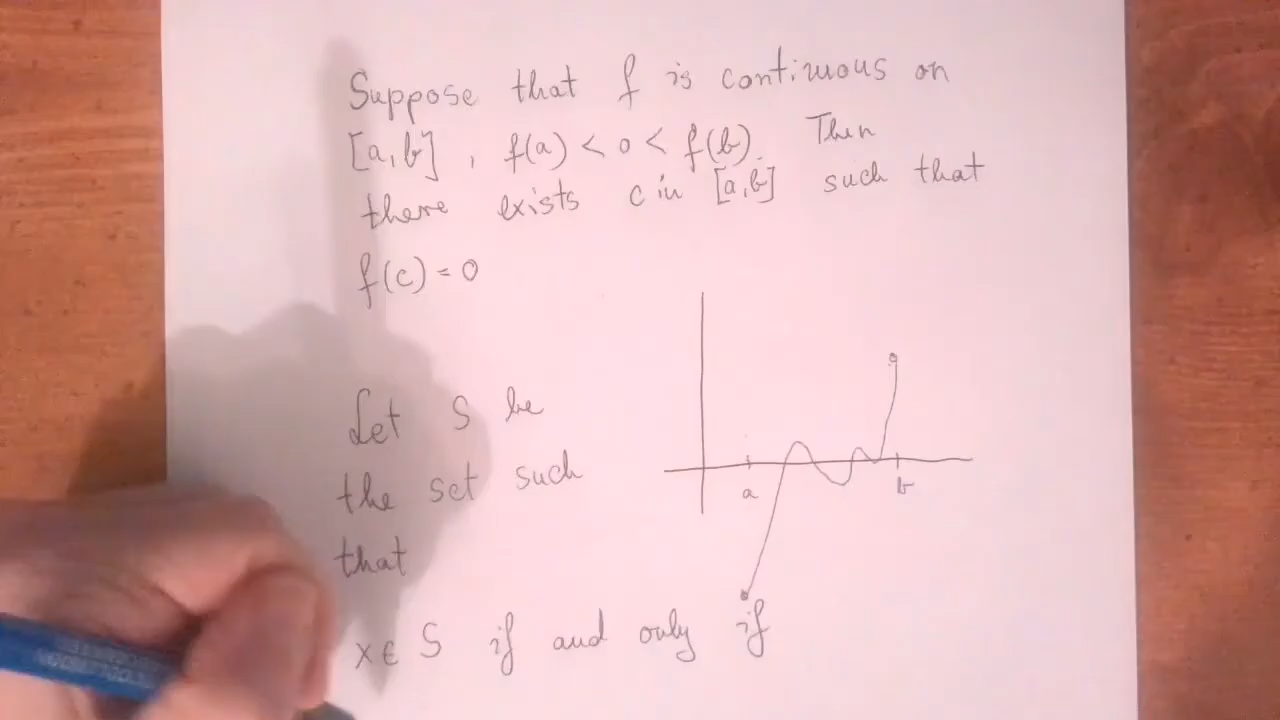 Suppose that f is continuous on
[a,b], f(a) < 0 < f(b). Then
there exists c in [a,b] such that
f(c) = 0
Let S be
the set such
that
x ∈ S if and only if
a
b